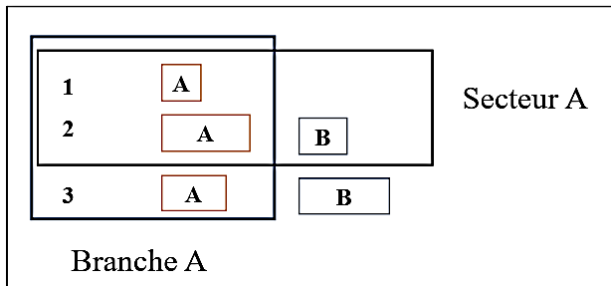 1 A
Secteur A
2 A B
3 A B
Branche A